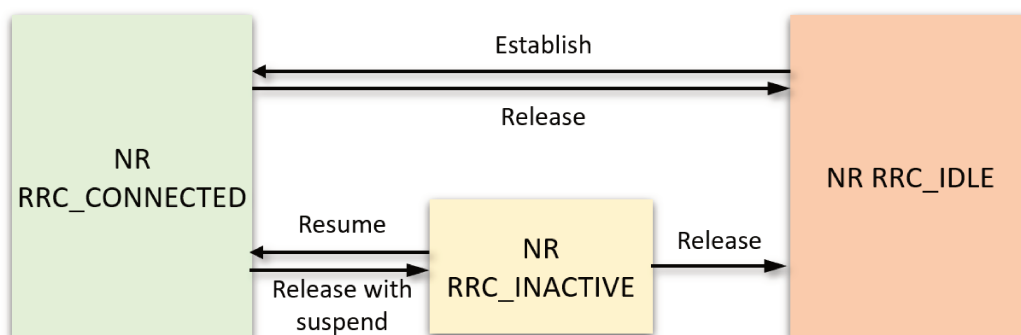 Establish
Release
NR
RRC_CONNECTED
NR RRC_IDLE
Resume
Release with
suspend
NR
RRC_INACTIVE
Release